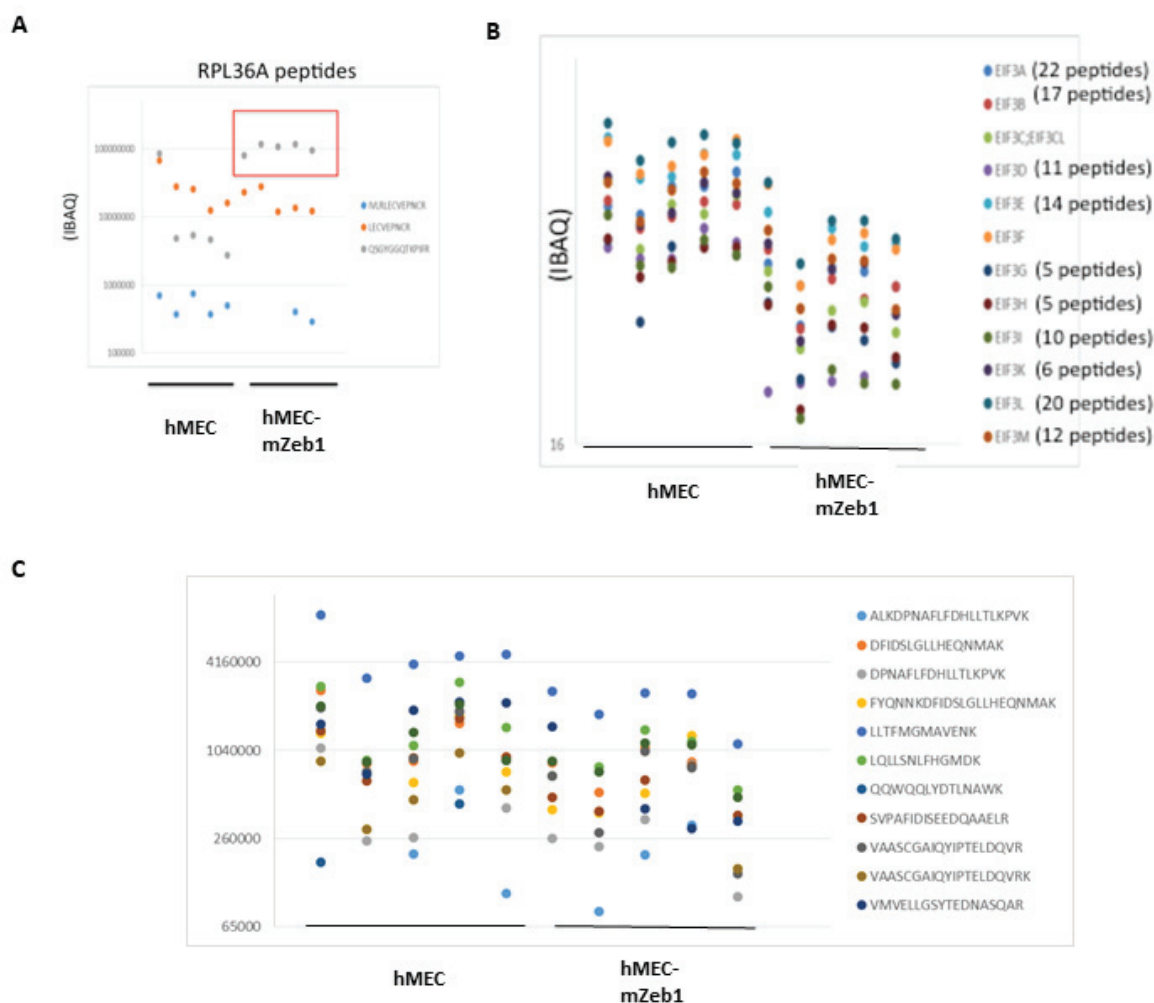 A
RPL36A peptides
(IBAQ)
100000000
10000000
1000000
100000
IVLRLECVEPNCR
LECVEPNCR
QSGYGGQTKPIFR
hMEC
hMEC-
mZeb1
B
(IBAQ)
16
EIF3A (22 peptides)
EIF3B (17 peptides)
EIF3C;EIF3CL
EIF3D (11 peptides)
EIF3E (14 peptides)
EIF3F
EIF3G (5 peptides)
EIF3H (5 peptides)
EIF3I (10 peptides)
EIF3K (6 peptides)
EIF3L (20 peptides)
EIF3M (12 peptides)
hMEC
hMEC-
mZeb1
C
4160000
1040000
260000
65000
ALKDPNAFLFDHLLTLKPVK
DFIDSLGLLHEQNMAK
DPNAFLFDHLLTLKPVK
FYQNNKDFIDSLGLLHEQNMAK
LLTFMGMAVENK
LQLLSNLFHGMDK
QQWQQLYDTLNAWK
SVPAFIDISEEDQAAELR
VAASCGAIQYIPTELDQVR
VAASCGAIQYIPTELDQVRK
VMVELLGSYTEDNASQAR
hMEC
hMEC-
mZeb1